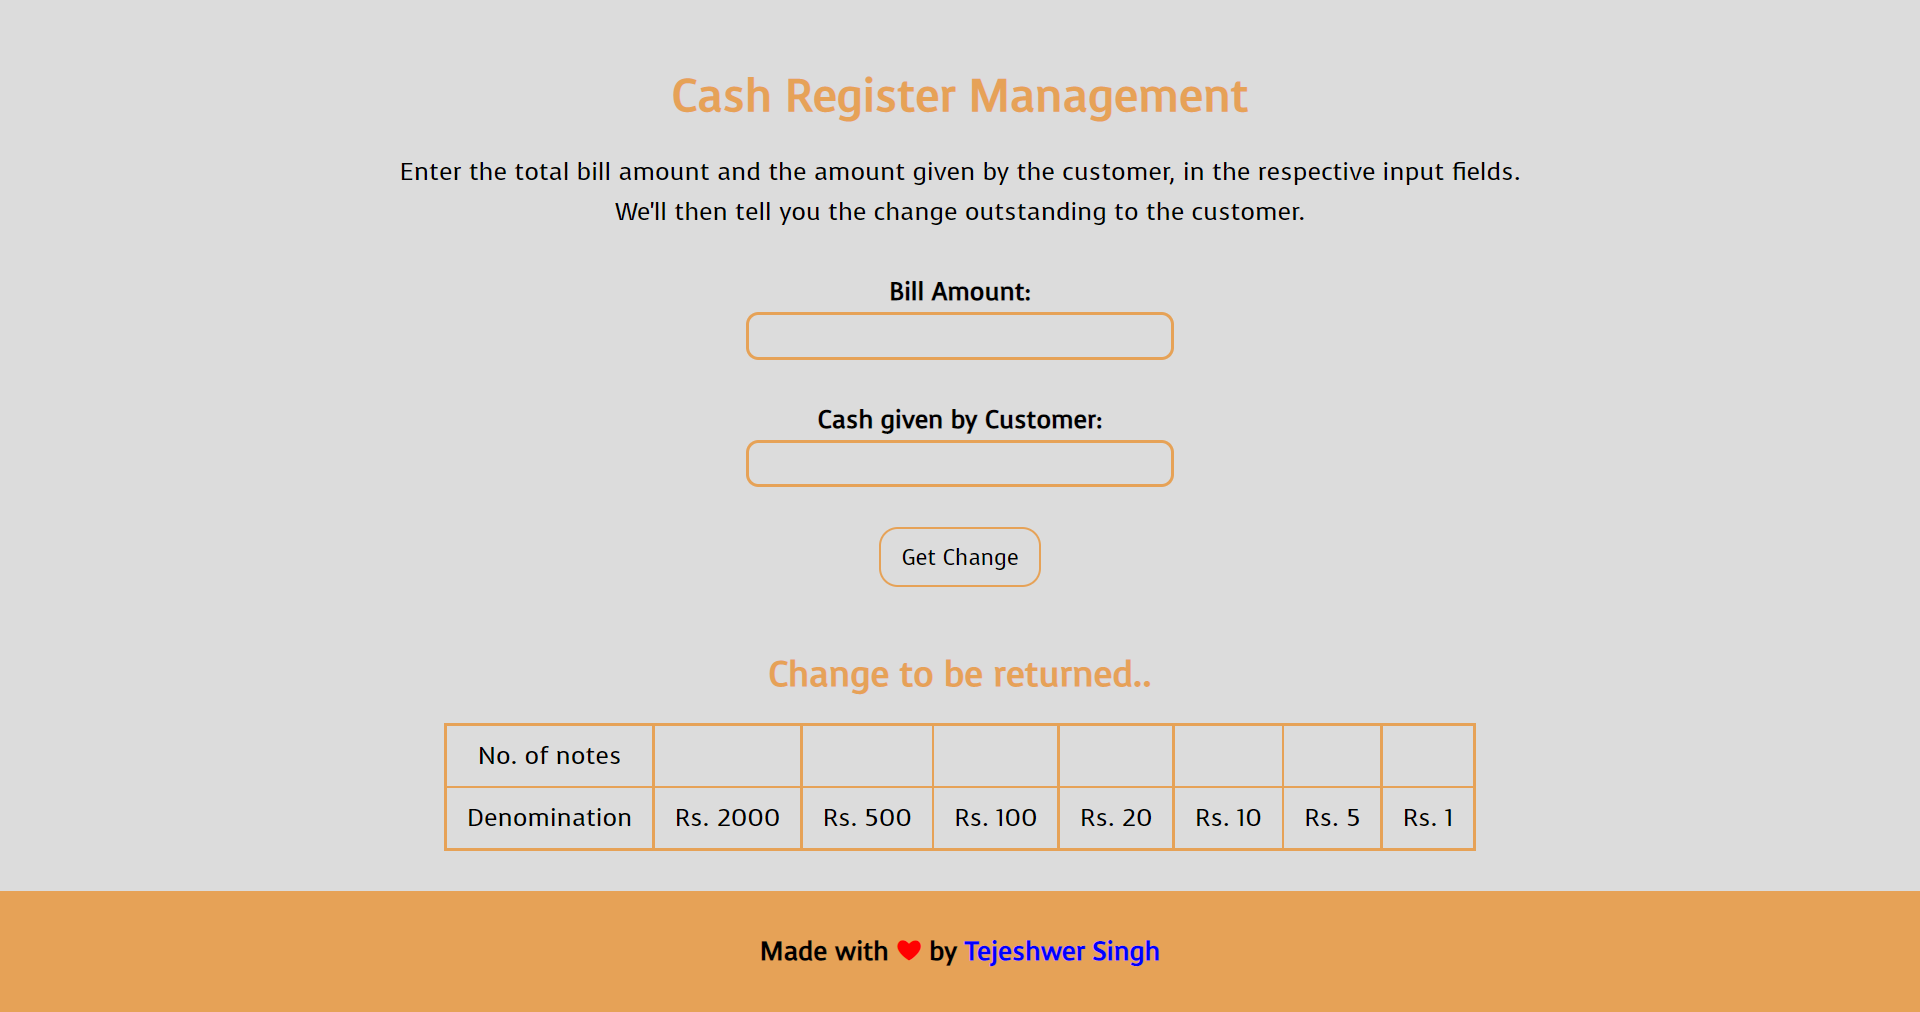 Cash Register Management
Enter the total bill amount and the amount given by the customer, in the respective input fields.
We'll then tell you the change outstanding to the customer.
Bill Amount:
Cash given by Customer:
Get Change
Change to be returned..
No. of notes
Denomination Rs. 2000 Rs. 500 Rs. 100 Rs. 20 Rs. 10 Rs. 5 Rs. 1
Made with ❤ by Tejeshwer Singh